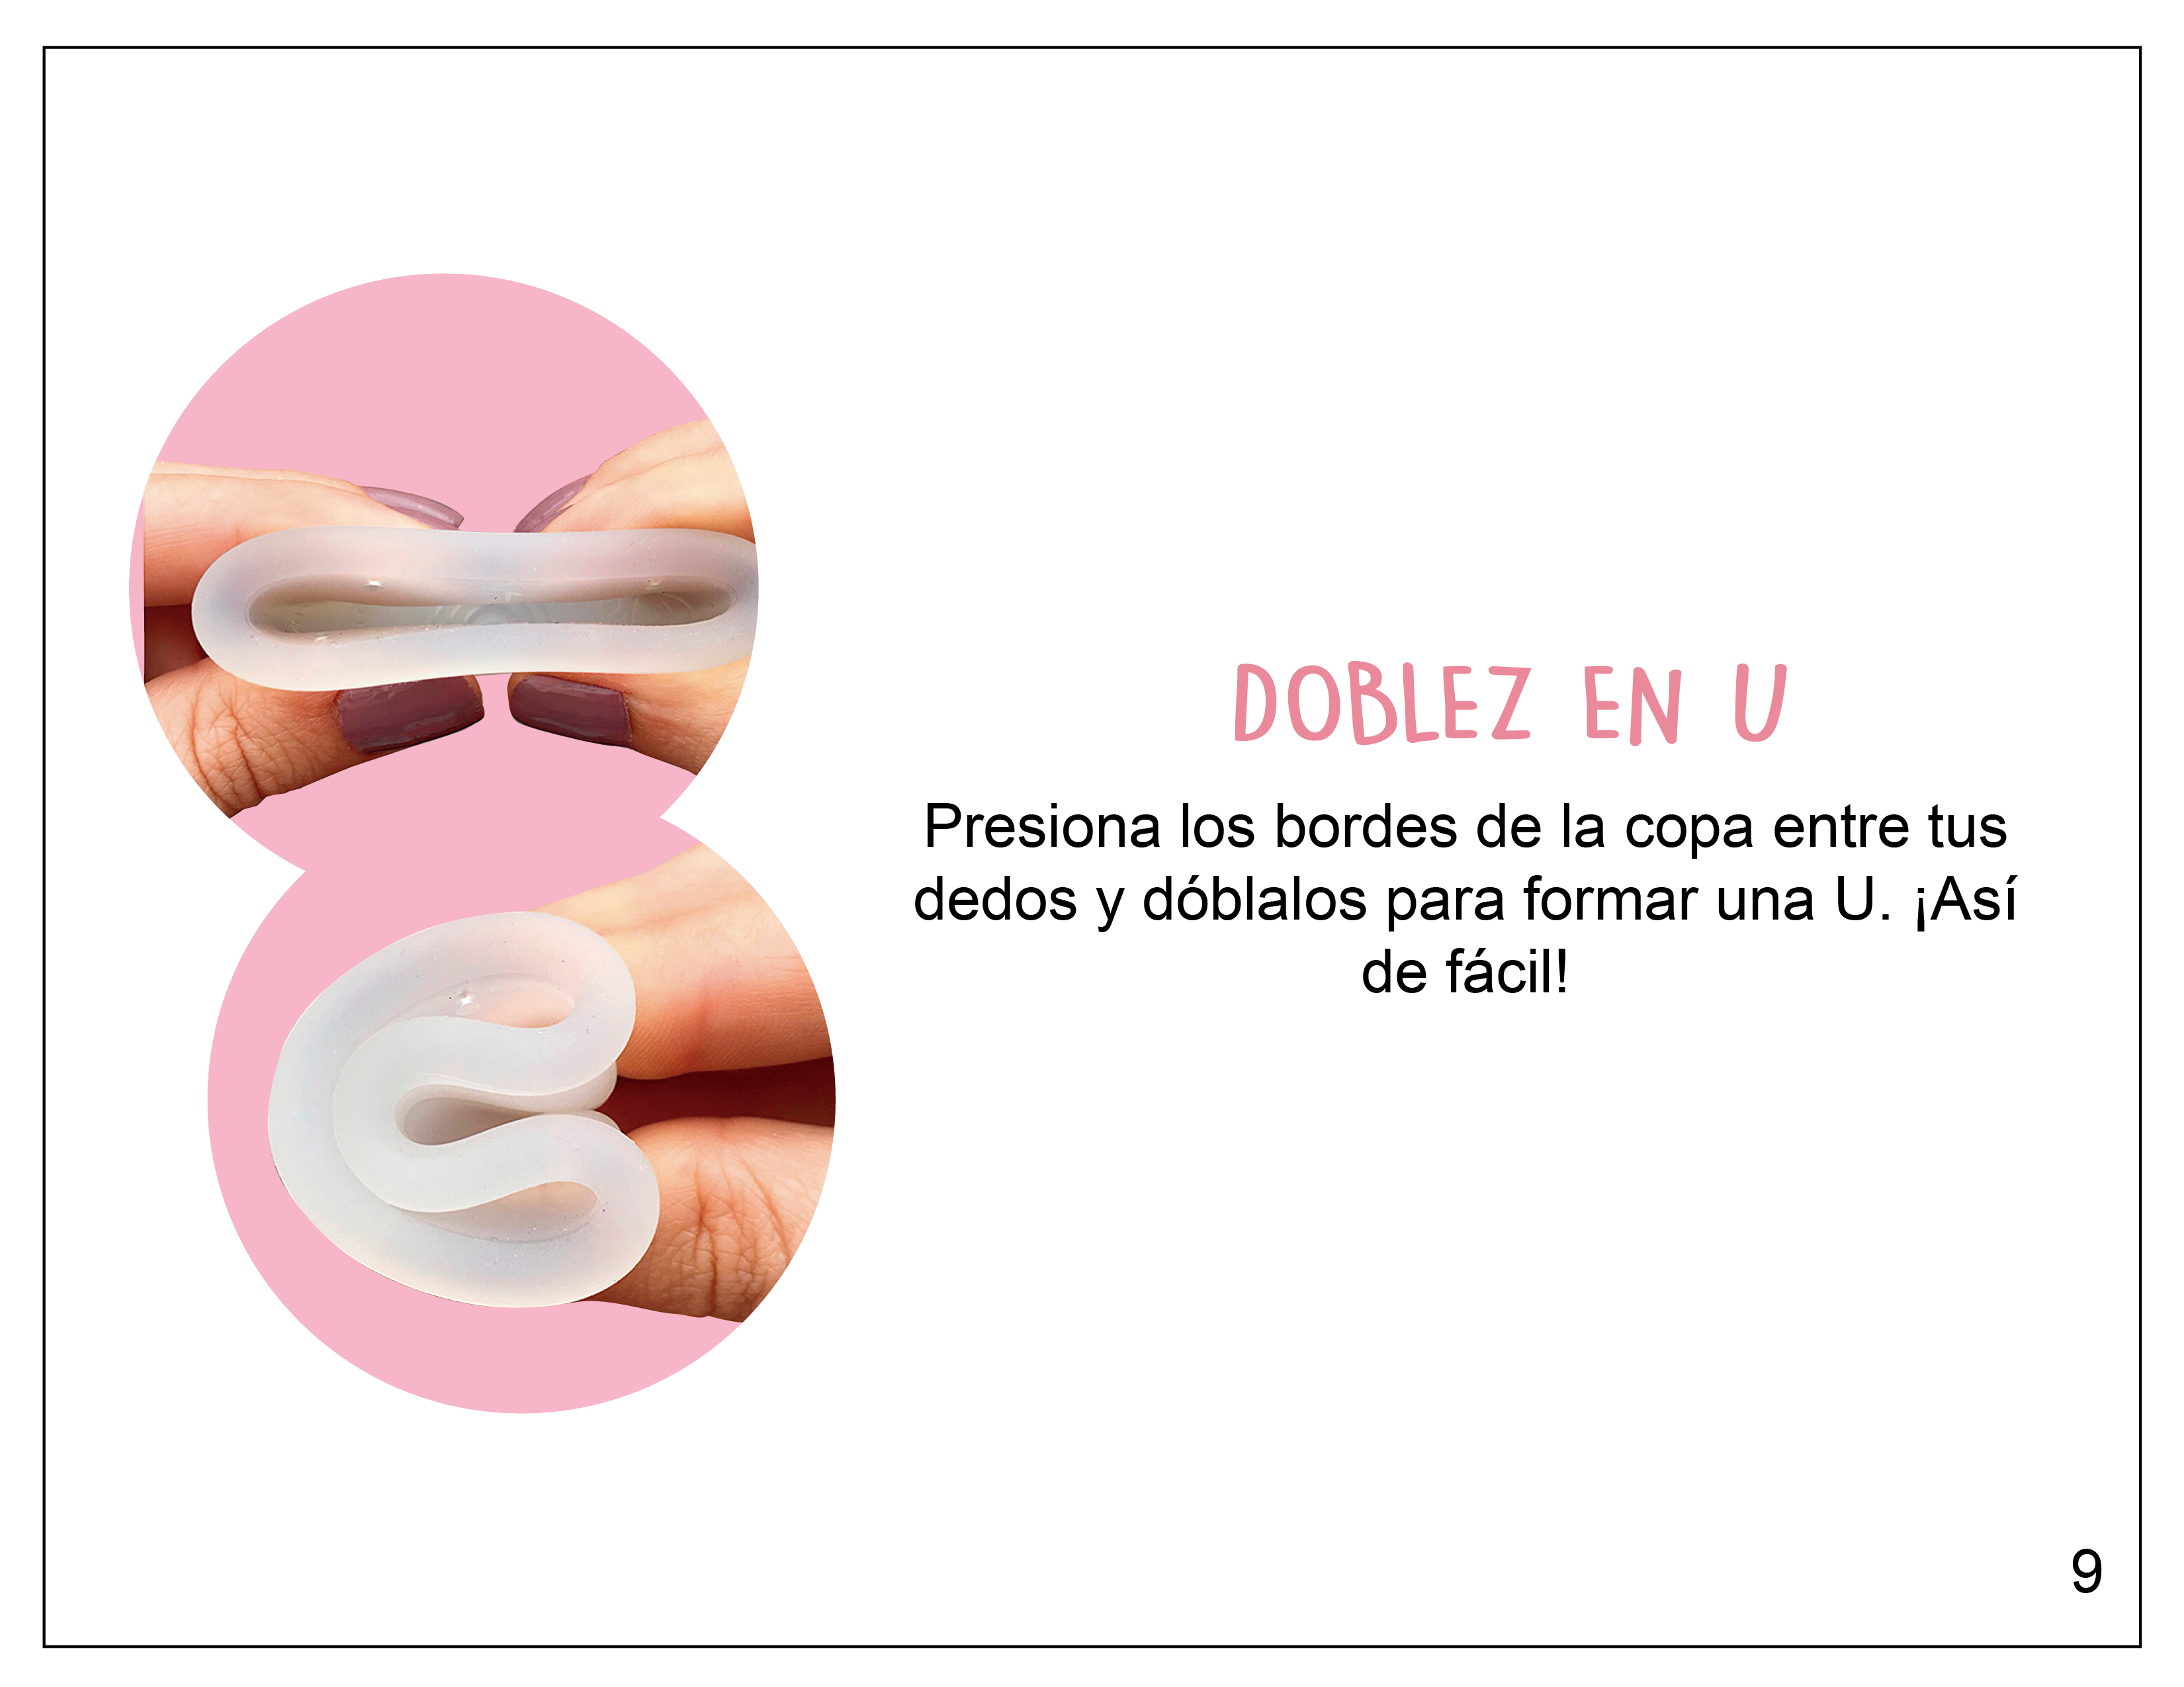 DOBLEZ EN U
Presiona los bordes de la copa entre tus
dedos y dóblalos para formar una U. ¡Así
de fácil!
9